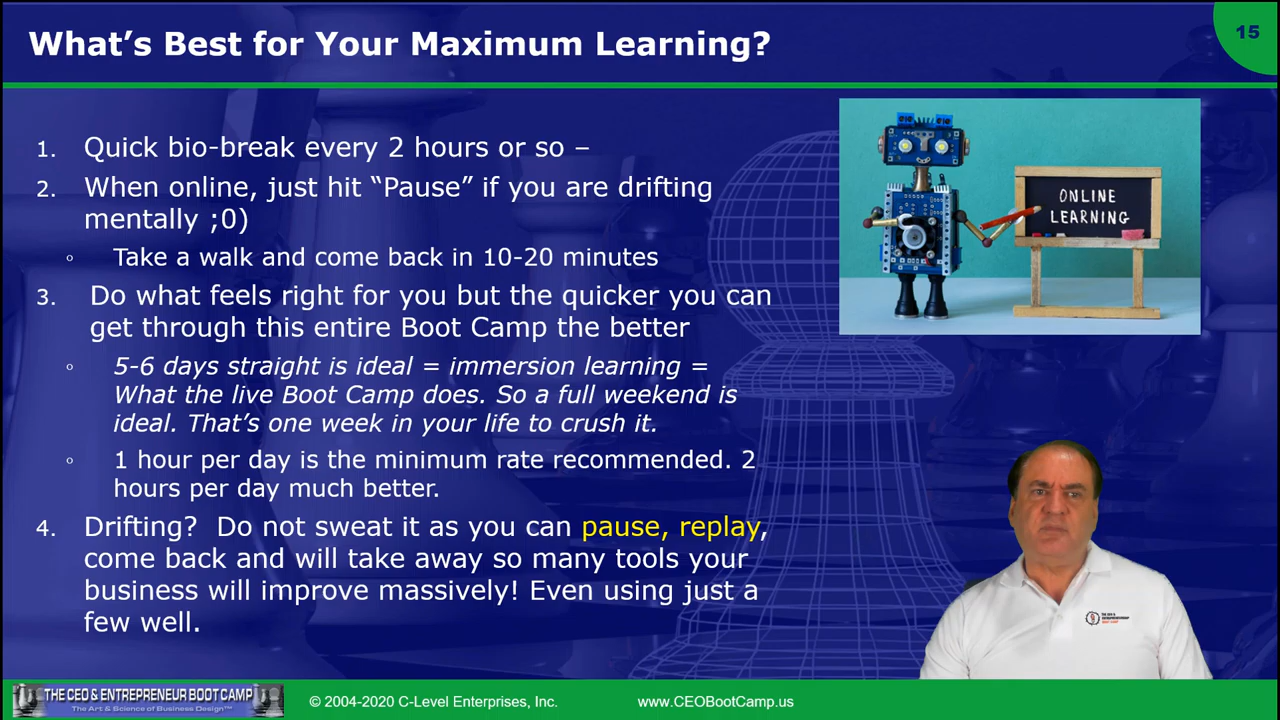 What's Best for Your Maximum Learning?
15
1. Quick bio-break every 2 hours or so –
2. When online, just hit “Pause” if you are drifting
mentally ;0)
Take a walk and come back in 10-20 minutes
3. Do what feels right for you but the quicker you can
get through this entire Boot Camp the better
5-6 days straight is ideal = immersion learning =
What the live Boot Camp does. So a full weekend is
ideal. That's one week in your life to crush it.
1 hour per day is the minimum rate recommended. 2
hours per day much better.
4. Drifting? Do not sweat it as you can pause, replay,
come back and will take away so many tools your
business will improve massively! Even using just a
few well.
ONLINE
LEARNING
THE CEO & ENTREPRENEUR BOOT CAMP
The Art & Science of Business Design™
© 2004-2020 C-Level Enterprises, Inc.
www.CEOBootCamp.us